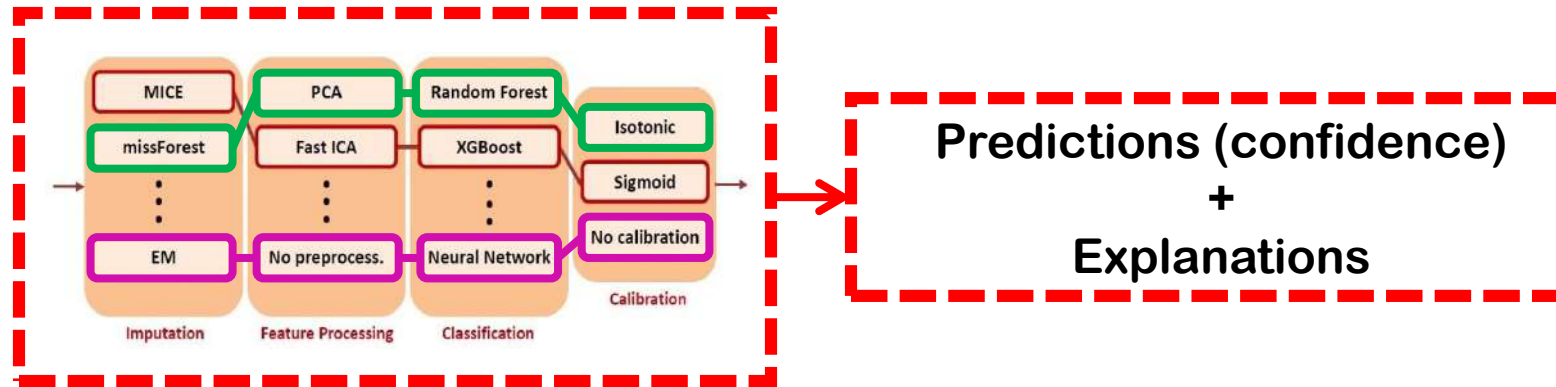 MICE
PCA
Random Forest
Isotonic
missForest
Fast ICA
XGBoost
Sigmoid
EM
No preprocess.
Neural Network
No calibration
Calibration
Imputation
Feature Processing
Classification
Predictions (confidence)
+
Explanations